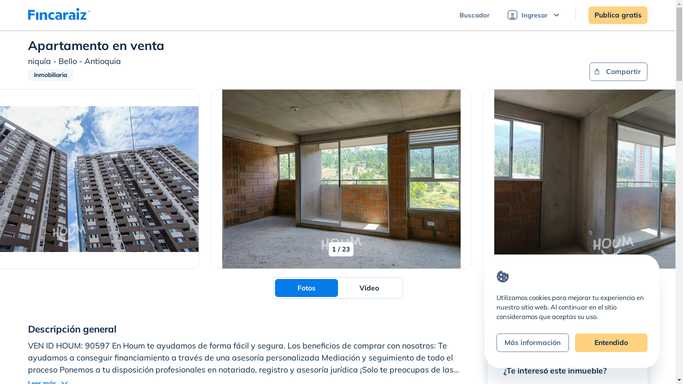 Fincaraiz
Buscador
Ingresar
Publica gratis
Apartamento en venta
niquía - Bello - Antioquia
Inmobiliaria
Compartir
HOUM
HOUM
HOUM
1 / 23
Fotos
Video
Utilizamos cookies para mejorar tu experiencia en
nuestro sitio web. Al continuar en el sitio
consideramos que aceptas su uso.
Más información
Entendido
Descripción general
VEN ID HOUM: 90597 En Houm te ayudamos de forma fácil y segura. Los beneficios de comprar con nosotros: Te
ayudamos a conseguir financiamiento a través de una asesoría personalizada Mediación y seguimiento de todo el
proceso Ponemos a tu disposición profesionales en notariado, registro y asesoría jurídica ¡Solo te preocupas de las...
Leer más
¿Te interesó este inmueble?